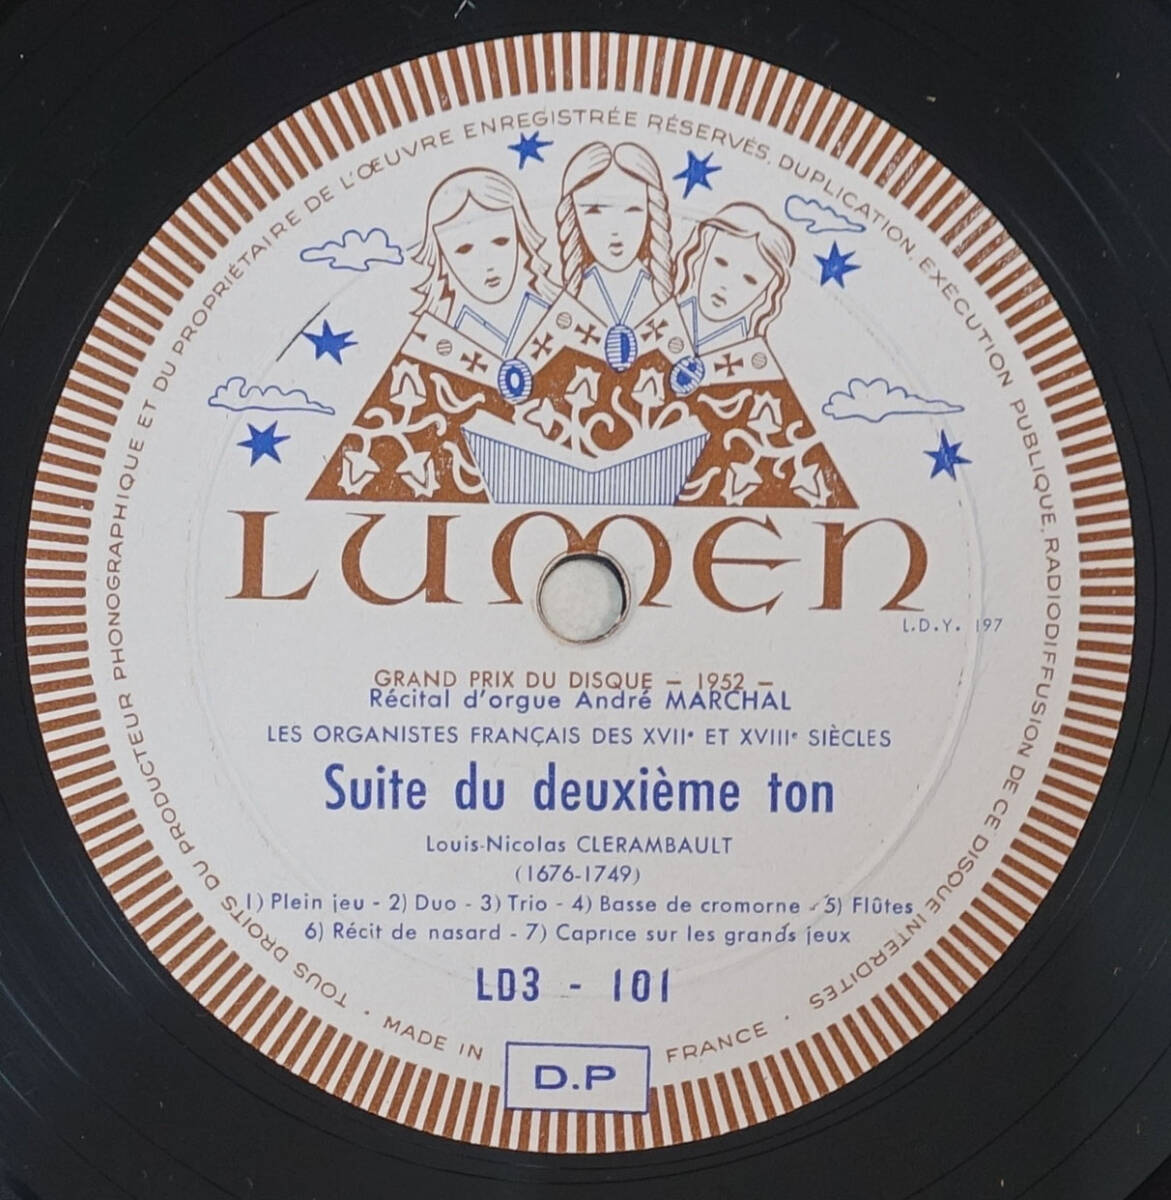 TOUS DROITS DU PRODUCTEUR PHONOGRAPHIQUE ET DU PROPRIÉTAIRE DE L'ŒUVRE ENREGISTRÉE RÉSERVÉS. DUPLICATION, EXÉCUTION PUBLIQUE, RADIODIFFUSION DE CE DISQUE INTERDITES
LUMEN
L.D.Y. 197
GRAND PRIX DU DISQUE – 1952 –
Récital d'orgue André MARCHAL
LES ORGANISTES FRANÇAIS DES XVIIe ET XVIIIe SIÈCLES
Suite du deuxième ton
Louis-Nicolas CLERAMBAULT
(1676-1749)
1) Plein jeu - 2) Duo - 3) Trio - 4) Basse de cromorne - 5) Flûtes
6) Récit de nasard - 7) Caprice sur les grands jeux
LD3 - 101
• MADE IN FRANCE •
D.P